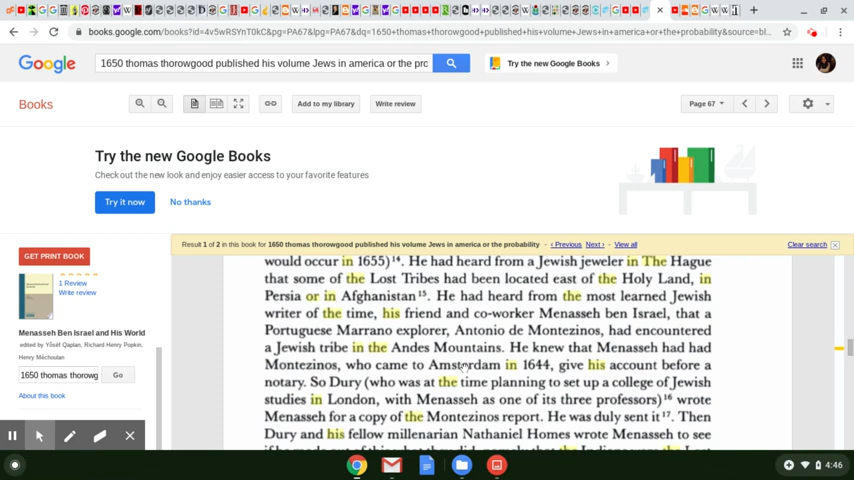 books.google.com/books?id=4v5wRSYnT0kC&pg=PA67&lpg=PA67&dq=1650+thomas+thorowgood+published+his+volume+Jews+in+america+or+the+probability&source=bl...
Google
1650 thomas thorowgood published his volume Jews in america or the prc
Try the new Google Books
Books
Add to my library
Write review
Page 67
Try the new Google Books
Check out the new look and enjoy easier access to your favorite features
Try it now
No thanks
Result 1 of 2 in this book for 1650 thomas thorowgood published his volume Jews in america or the probability
‹ Previous Next › - View all
Clear search
GET PRINT BOOK
1 Review
Write review
Menasseh Ben Israel and His World
edited by Yôsēf Qaplan, Richard Henry Popkin,
Henry Méchoulan
1650 thomas thorowg
Go
About this book
would occur in 1655)14. He had heard from a Jewish jeweler in The Hague
that some of the Lost Tribes had been located east of the Holy Land, in
Persia or in Afghanistan15. He had heard from the most learned Jewish
writer of the time, his friend and co-worker Menasseh ben Israel, that a
Portuguese Marrano explorer, Antonio de Montezinos, had encountered
a Jewish tribe in the Andes Mountains. He knew that Menasseh had had
Montezinos, who came to Amsterdam in 1644, give his account before a
notary. So Dury (who was at the time planning to set up a college of Jewish
studies in London, with Menasseh as one of its three professors)16 wrote
Menasseh for a copy of the Montezinos report. He was duly sent it17. Then
Dury and his fellow millenarian Nathaniel Homes wrote Menasseh to see
4:46